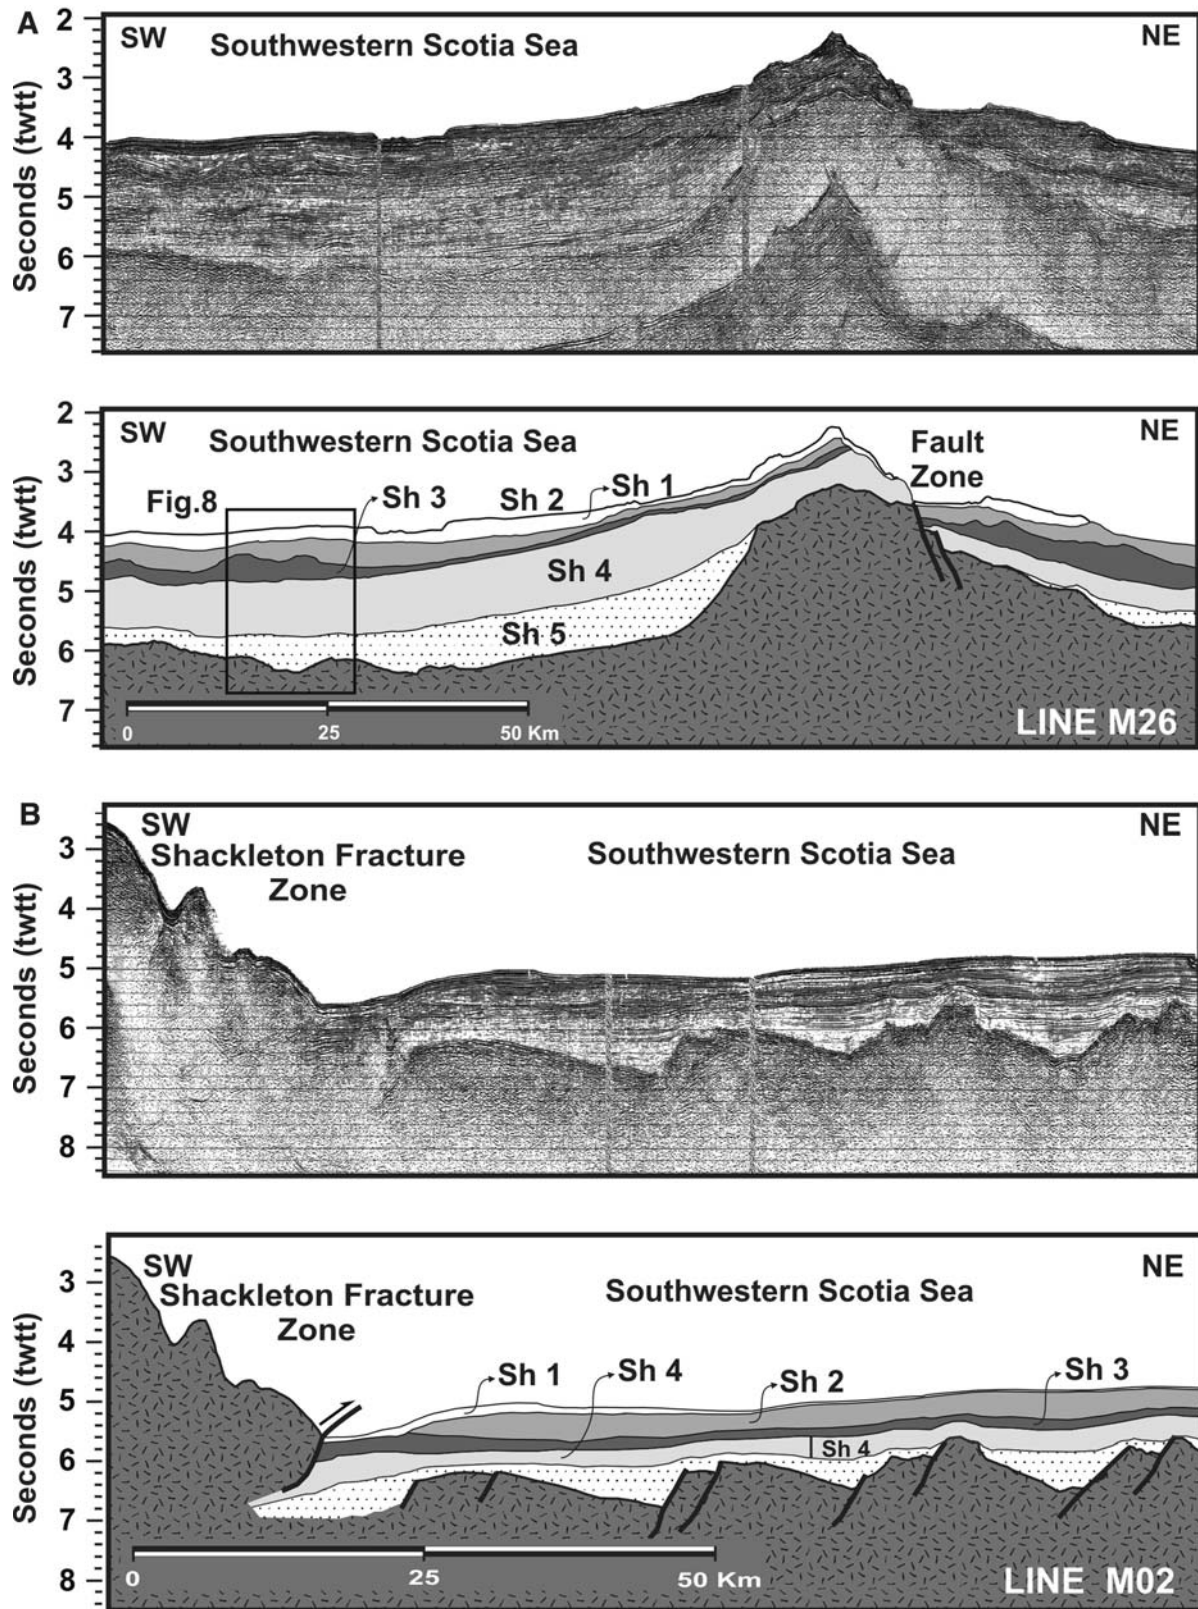 A
SW Southwestern Scotia Sea NE
Seconds (twtt)
2
3
4
5
6
7
SW Southwestern Scotia Sea NE
Fault
Zone
Fig.8
Sh 3
Sh 2
Sh 1
Sh 4
Sh 5
Seconds (twtt)
2
3
4
5
6
7
0 25 50 Km
LINE M26
B
SW NE
Shackleton Fracture
Zone
Southwestern Scotia Sea
Seconds (twtt)
3
4
5
6
7
8
SW NE
Shackleton Fracture
Zone
Southwestern Scotia Sea
Sh 1
Sh 4
Sh 2
Sh 3
Sh 4
Seconds (twtt)
3
4
5
6
7
8
0 25 50 Km
LINE M02